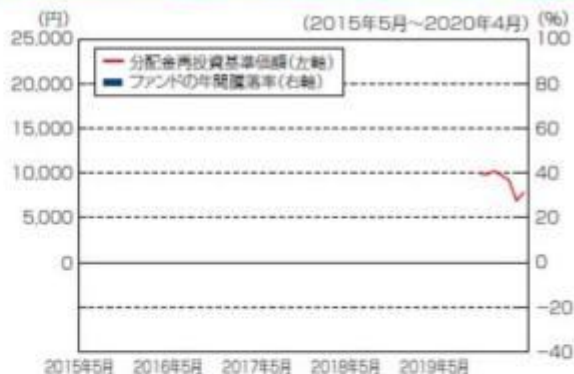 (円)
(2015年5月～2020年4月)
(%)
25,000
100
分配金再投資基準価額(左軸)
ファンドの年間騰落率(右軸)
20,000
80
15,000
60
10,000
40
5,000
20
0
0
−20
−40
2015年5月
2016年5月
2017年5月
2018年5月
2019年5月